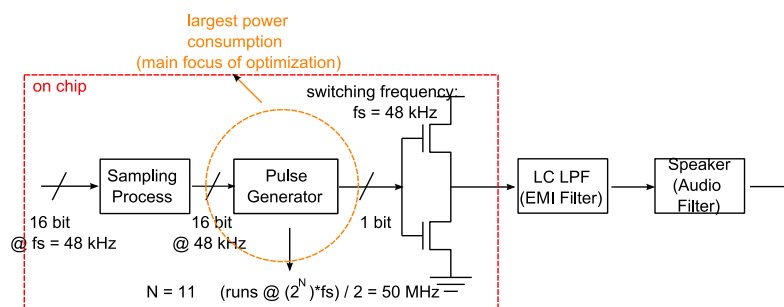 largest power
consumption
(main focus of optimization)
on chip
switching frequency:
fs = 48 kHz
Sampling
Process
Pulse
Generator
LC LPF
(EMI Filter)
Speaker
(Audio
Filter)
16 bit
@ fs = 48 kHz
16 bit
@ 48 kHz
1 bit
N = 11 (runs @ (2^N)*fs) / 2 = 50 MHz